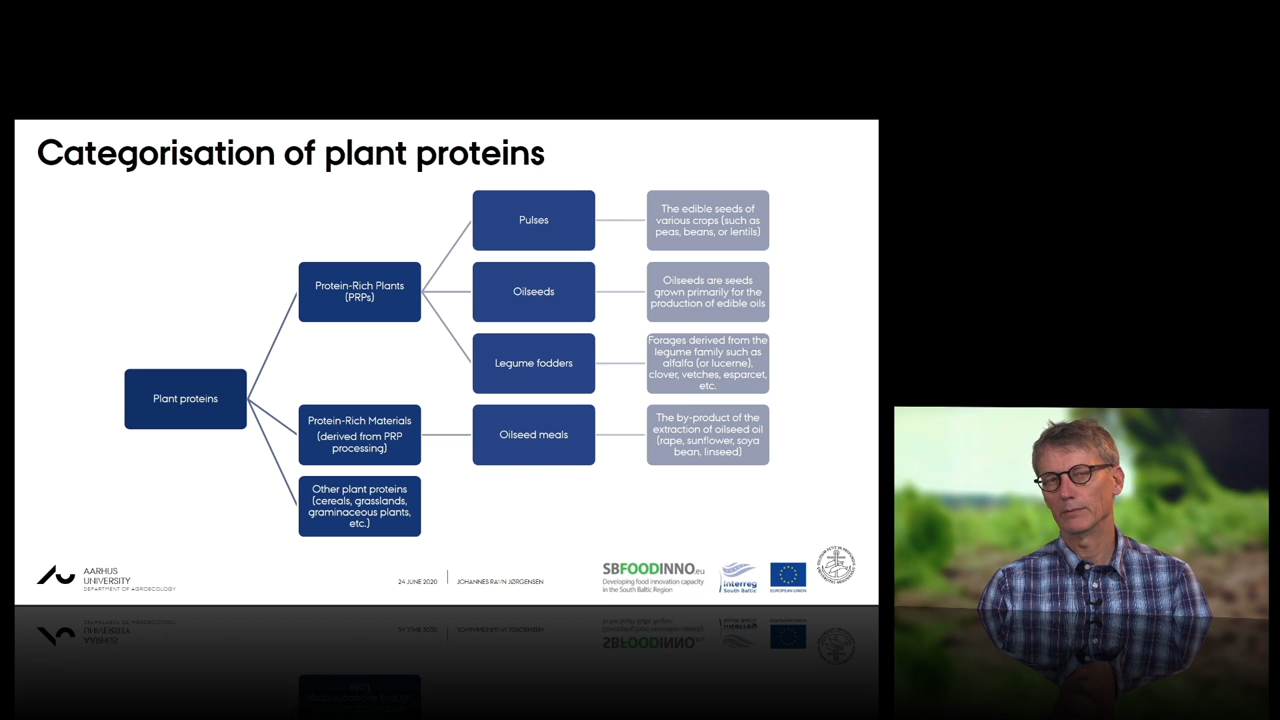 Categorisation of plant proteins
Plant proteins
Protein-Rich Plants
(PRPs)
Pulses
The edible seeds of
various crops (such as
peas, beans, or lentils)
Oilseeds
Oilseeds are seeds
grown primarily for the
production of edible oils
Legume fodders
Forages derived from the
legume family such as
alfalfa (or lucerne),
clover, vetches, esparcet,
etc.
Protein-Rich Materials
(derived from PRP
processing)
Oilseed meals
The by-product of the
extraction of oilseed oil
(rape, sunflower, soya
bean, linseed)
Other plant proteins
(cereals, grasslands,
graminaceous plants,
etc.)
AARHUS
UNIVERSITY
DEPARTMENT OF AGROECOLOGY
24 JUNE 2020
JOHANNES RAVN JØRGENSEN
SBFOODINNO.eu
Developing food innovation capacity
in the South Baltic Region
Interreg
South Baltic
EUROPEAN UNION